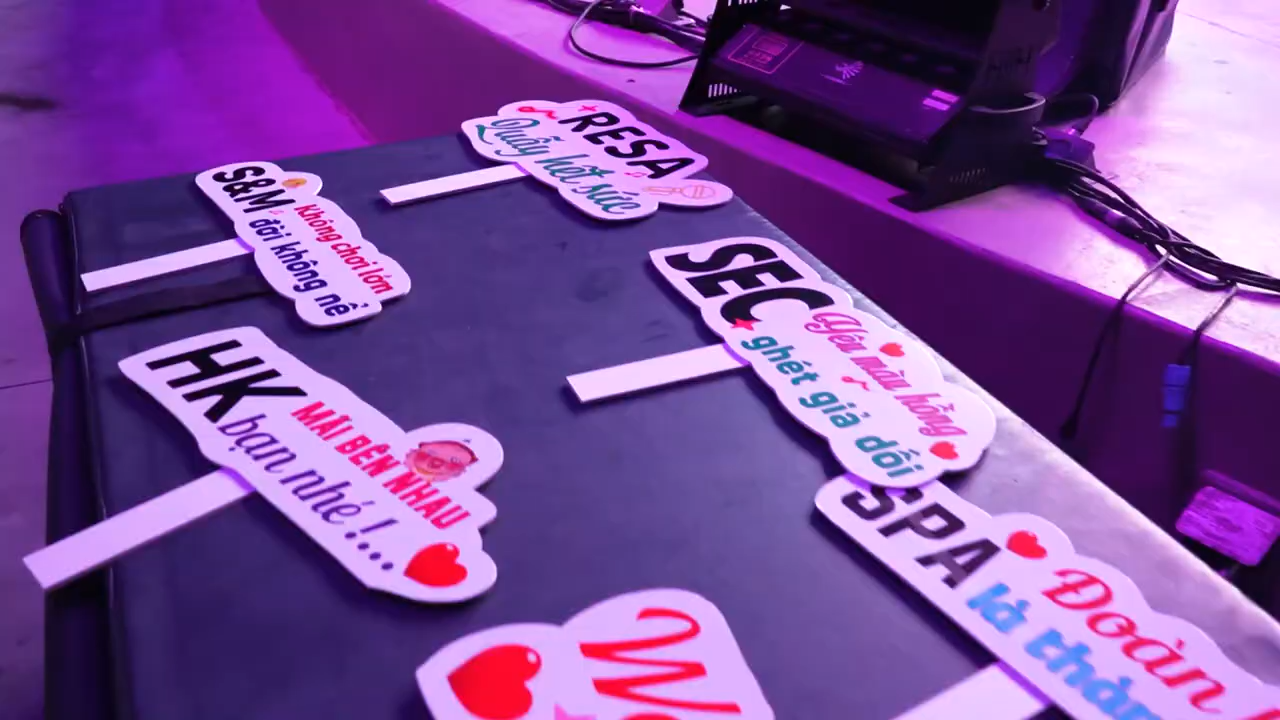 RESA
Quẫy hết sức
S&M
Không chơi lớn
đời không nể
SEC
Yêu màu hồng
ghét giả dối
HK
MÃI BÊN NHAU
bạn nhé !...
SPA
Đoàn
là